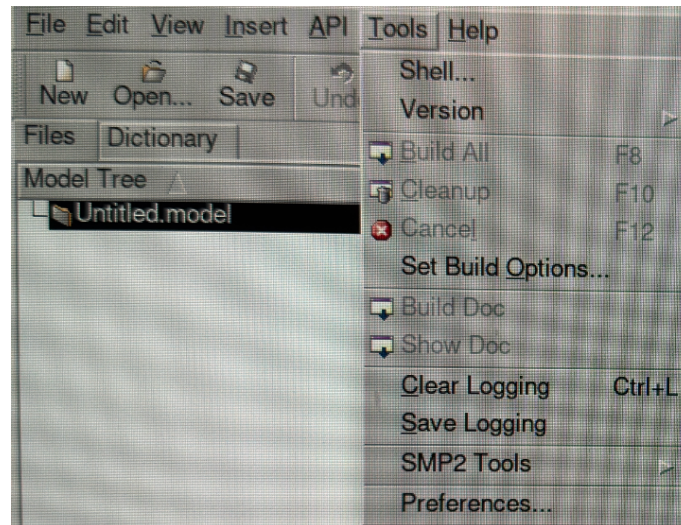 File Edit View Insert API Tools Help
New Open... Save Und
Files Dictionary
Model Tree
Untitled.model
Shell...
Version
Build All F8
Cleanup F10
Cancel F12
Set Build Options...
Build Doc
Show Doc
Clear Logging Ctrl+L
Save Logging
SMP2 Tools
Preferences...